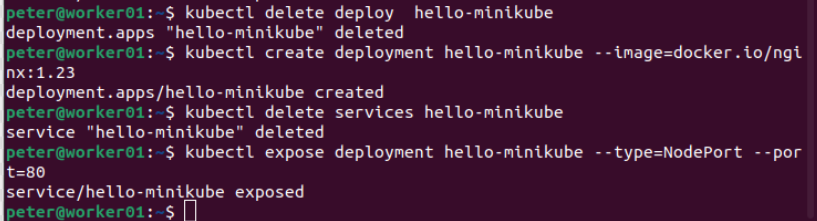 peter@worker01:~$ kubectl delete deploy  hello-minikube
deployment.apps "hello-minikube" deleted
peter@worker01:~$ kubectl create deployment hello-minikube --image=docker.io/ngi
nx:1.23
deployment.apps/hello-minikube created
peter@worker01:~$ kubectl delete services hello-minikube
service "hello-minikube" deleted
peter@worker01:~$ kubectl expose deployment hello-minikube --type=NodePort --por
t=80
service/hello-minikube exposed
peter@worker01:~$